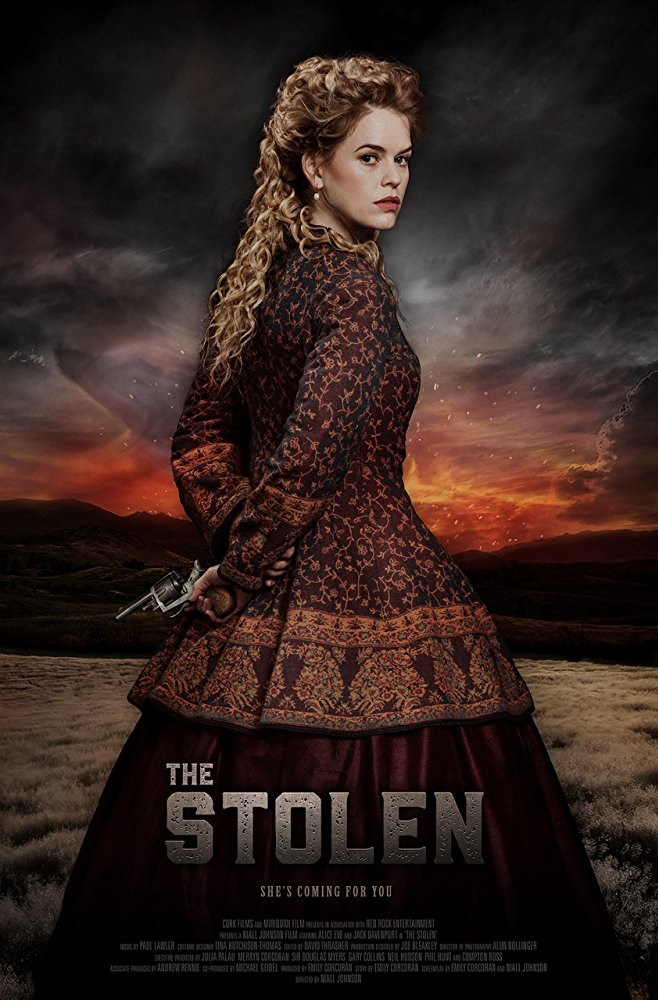 THE
STOLEN
SHE'S COMING FOR YOU
CORK FILMS AND MIRIQUIDI FILM PRESENT IN ASSOCIATION WITH RED ROCK ENTERTAINMENT
PRESENTS A NIALL JOHNSON FILM STARRING ALICE EVE AND JACK DAVENPORT IN "THE STOLEN"
MUSIC BY PAUL LAWLER COSTUME DESIGNER TINA HUTCHISON-THOMAS EDITED BY DAVID THRASHER PRODUCTION DESIGNER BY JOE BLEAKLEY DIRECTOR OF PHOTOGRAPHY ALUN BOLLINGER
EXECUTIVE PRODUCERS BY JULIA PALAU MERRYN CORCORAN SIR DOUGLAS MYERS GARY COLLINS NEIL HUDSON PHIL HUNT AND COMPTON ROSS
ASSOCIATE PRODUCED BY ANDREW RENNIE CO-PRODUCED BY MICHAEL GEIDEL PRODUCED BY EMILY CORCORAN STORY BY EMILY CORCORAN SCREENPLAY BY EMILY CORCORAN AND NIALL JOHNSON
DIRECTED BY NIALL JOHNSON